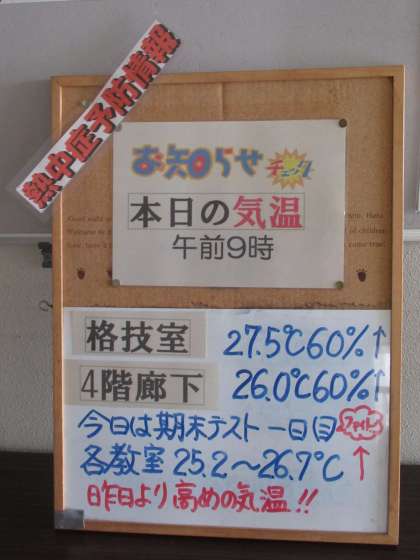 熱中症予防情報
お知らせ
チェック
本日の気温
午前9時
格技室 27.5℃60%↑
4階廊下 26.0℃60%↑
今日は期末テスト一日目 ファイト!
各教室 25.2～26.7℃ ↑
昨日より高めの気温!!